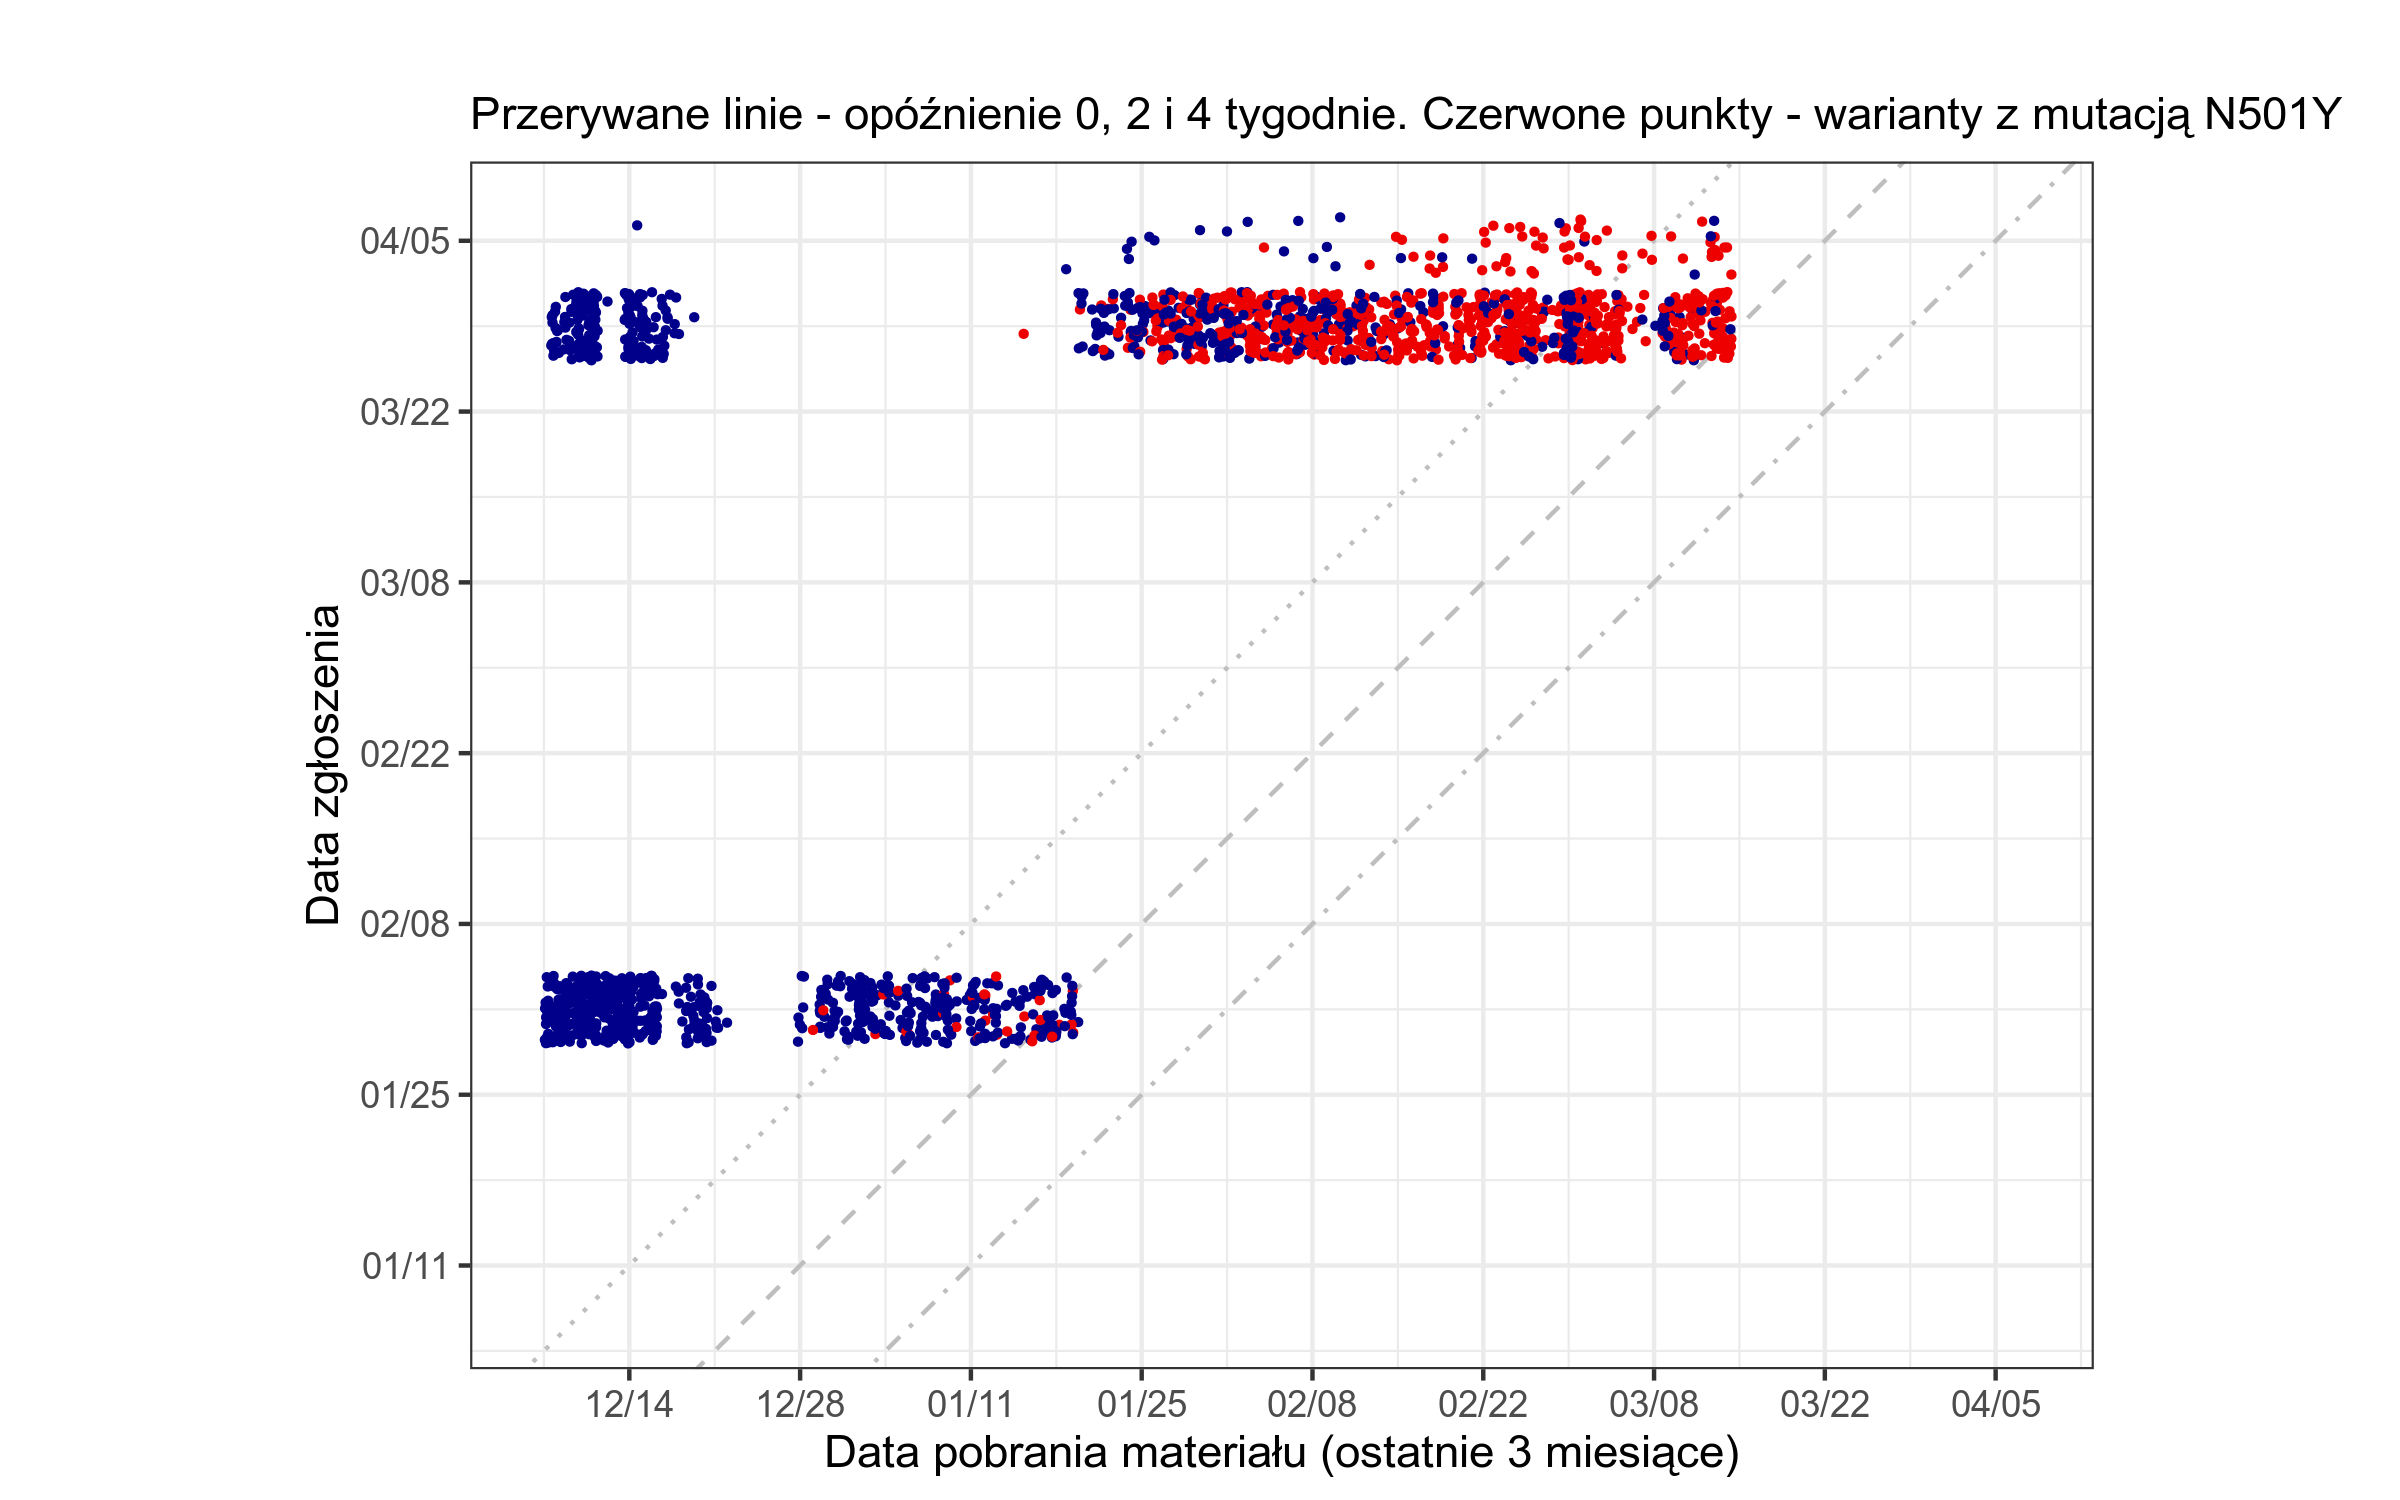 Przerywane linie - opóźnienie 0, 2 i 4 tygodnie. Czerwone punkty - warianty z mutacją N501Y
04/05
03/22
03/08
02/22
02/08
01/25
01/11
Data zgłoszenia
12/14 12/28 01/11 01/25 02/08 02/22 03/08 03/22 04/05
Data pobrania materiału (ostatnie 3 miesiące)